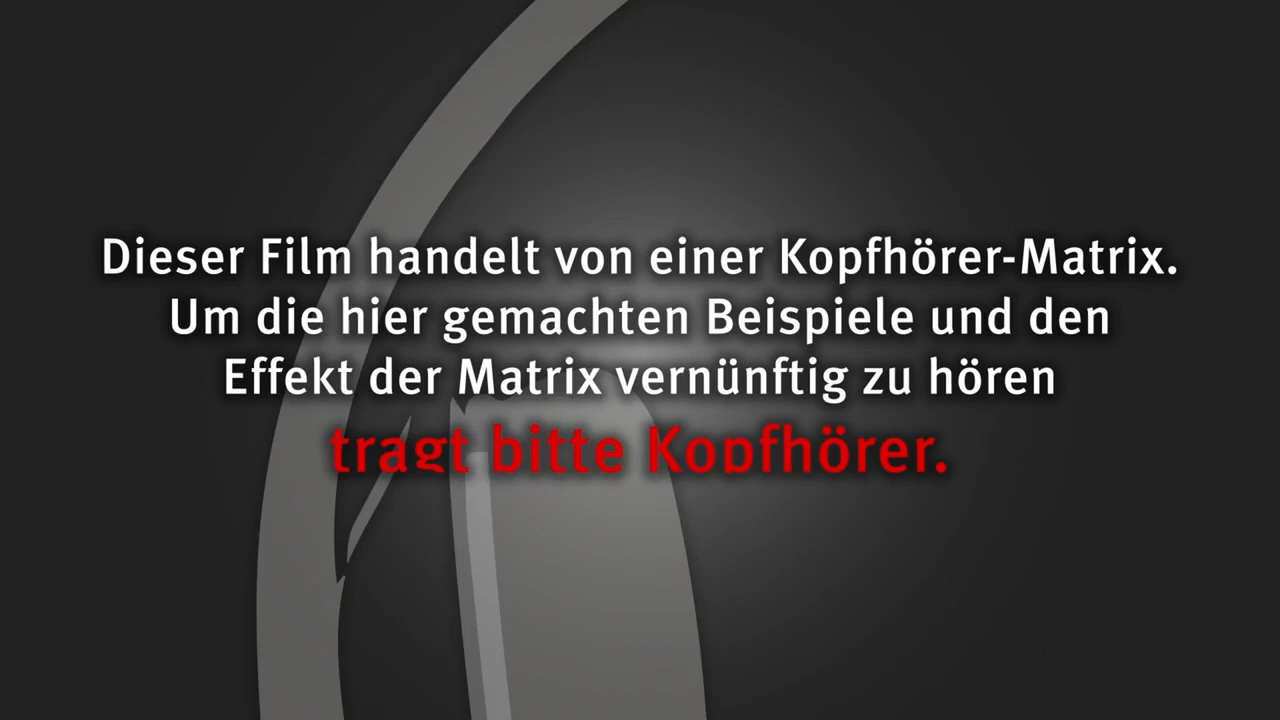 Dieser Film handelt von einer Kopfhörer-Matrix.
Um die hier gemachten Beispiele und den
Effekt der Matrix vernünftig zu hören
tragt bitte Kopfhörer.